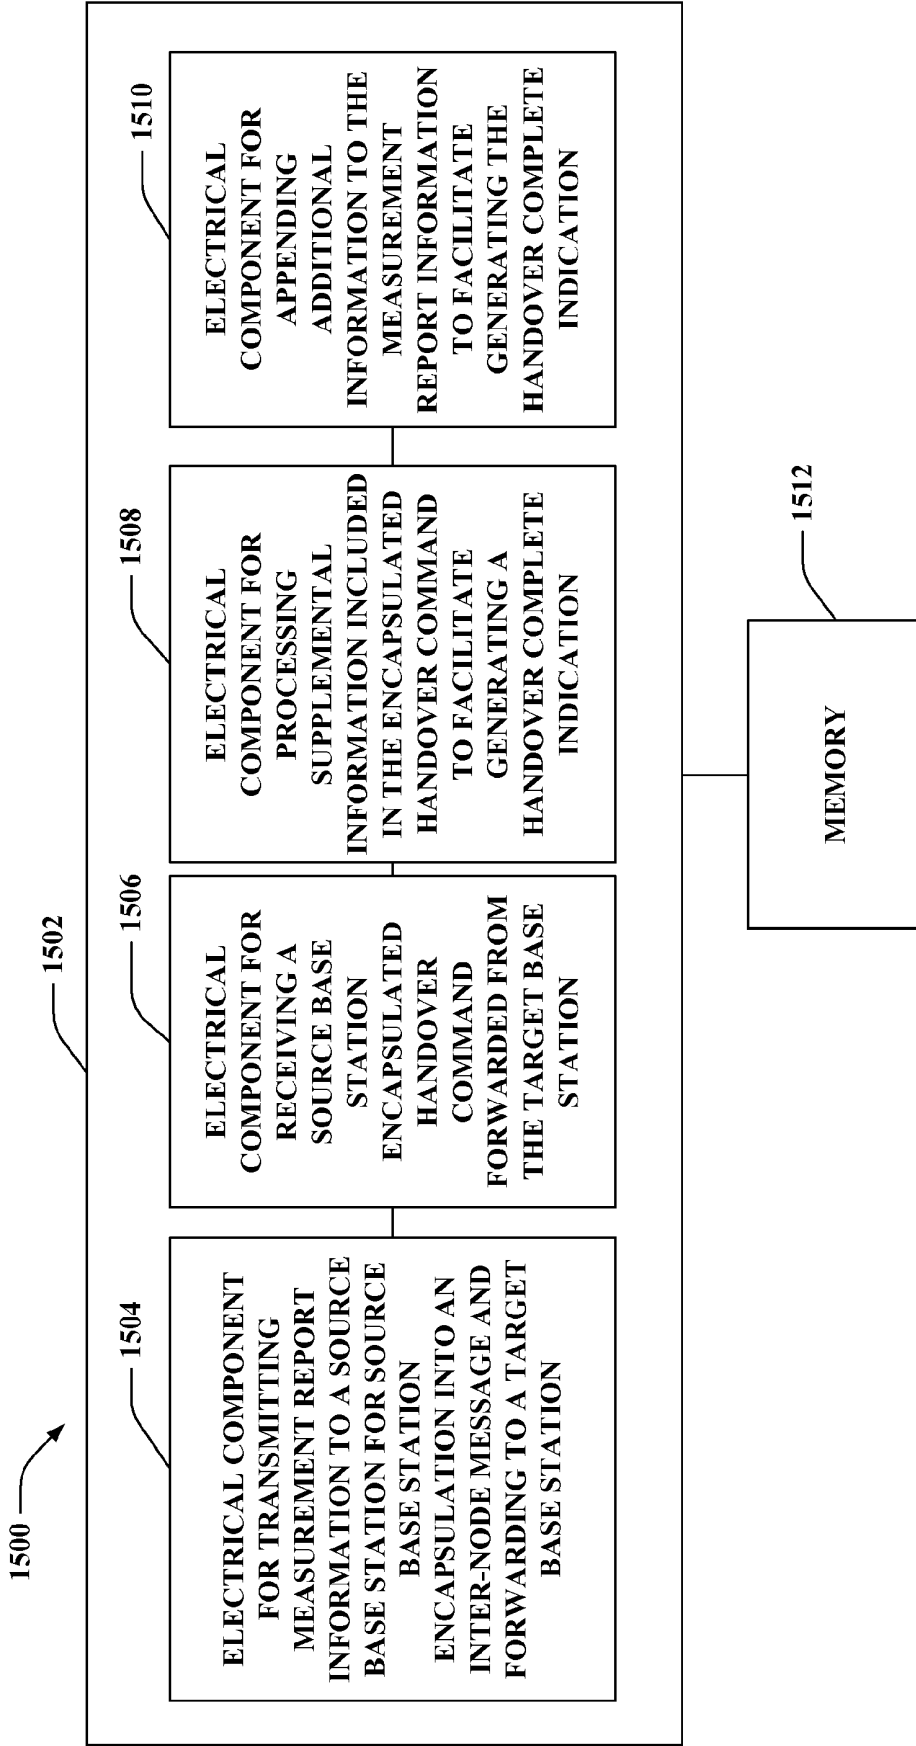 1500
1502
1504
ELECTRICAL COMPONENT
FOR TRANSMITTING
MEASUREMENT REPORT
INFORMATION TO A SOURCE
BASE STATION FOR SOURCE
BASE STATION
ENCAPSULATION INTO AN
INTER-NODE MESSAGE AND
FORWARDING TO A TARGET
BASE STATION
1506
ELECTRICAL
COMPONENT FOR
RECEIVING A
SOURCE BASE
STATION
ENCAPSULATED
HANDOVER
COMMAND
FORWARDED FROM
THE TARGET BASE
STATION
1508
ELECTRICAL
COMPONENT FOR
PROCESSING
SUPPLEMENTAL
INFORMATION INCLUDED
IN THE ENCAPSULATED
HANDOVER COMMAND
TO FACILITATE
GENERATING A
HANDOVER COMPLETE
INDICATION
1510
ELECTRICAL
COMPONENT FOR
APPENDING
ADDITIONAL
INFORMATION TO THE
MEASUREMENT
REPORT INFORMATION
TO FACILITATE
GENERATING THE
HANDOVER COMPLETE
INDICATION
1512
MEMORY